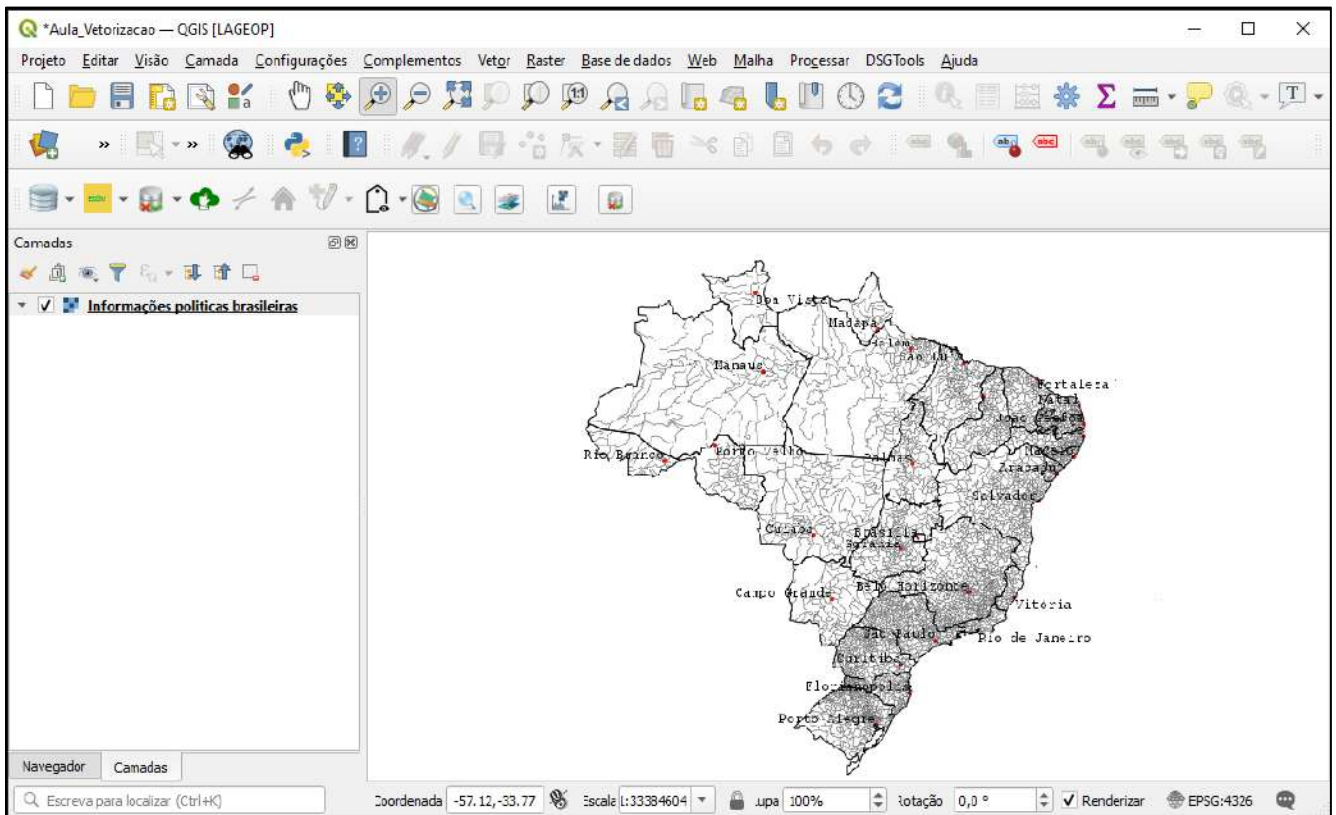 *Aula_Vetorizacao — QGIS [LAGEOP]
Projeto Editar Visão Camada Configurações Complementos Vetor Raster Base de dados Web Malha Processar DSGTools Ajuda
Camadas
Informações políticas brasileiras
Boa Vista
Macapá
Belém
São Luís
Manaus
Fortaleza
Natal
João Pessoa
Rio Branco
Porto Velho
Palmas
Maceió
Aracaju
Salvador
Cuiabá
Brasília
Goiânia
Campo Grande
Belo Horizonte
Vitória
São Paulo
Rio de Janeiro
Curitiba
Florianópolis
Porto Alegre
Navegador Camadas
Escreva para localizar (Ctrl+K)
Coordenada -57.12,-33.77 Escala 1:33384604 Lupa 100% Rotação 0,0 ° Renderizar EPSG:4326